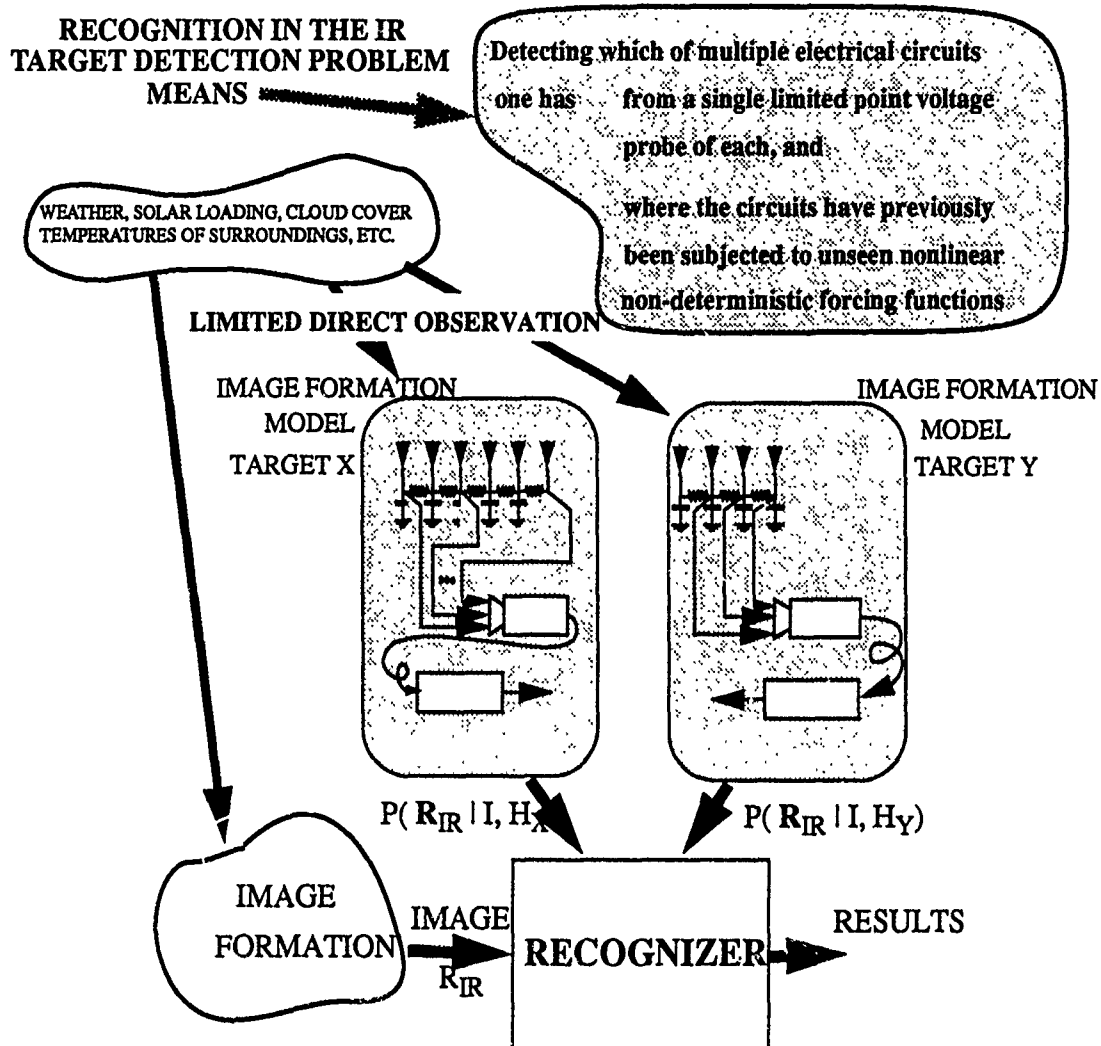 RECOGNITION IN THE IR
TARGET DETECTION PROBLEM
MEANS
Detecting which of multiple electrical circuits
one has from a single limited point voltage
probe of each, and
where the circuits have previously
been subjected to unseen nonlinear
non-deterministic forcing functions
WEATHER, SOLAR LOADING, CLOUD COVER
TEMPERATURES OF SURROUNDINGS, ETC.
LIMITED DIRECT OBSERVATION
IMAGE FORMATION
MODEL
TARGET X
IMAGE FORMATION
MODEL
TARGET Y
P( R_IR | I, H_X
P( R_IR | I, H_Y)
IMAGE
FORMATION
IMAGE
R_IR
RECOGNIZER
RESULTS